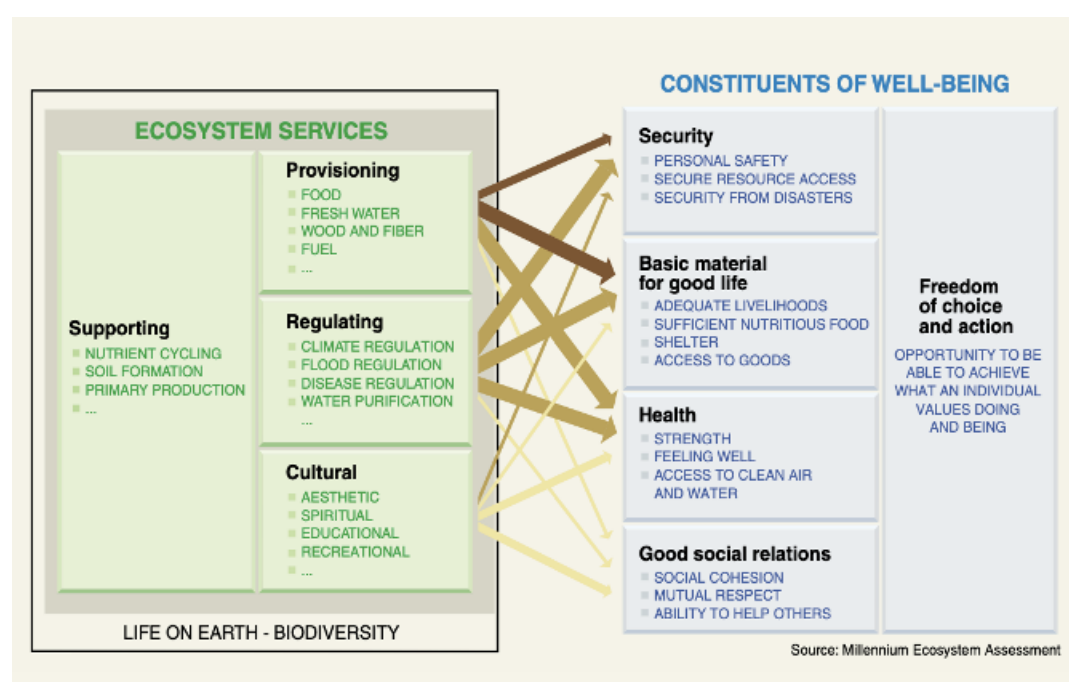 CONSTITUENTS OF WELL-BEING
ECOSYSTEM SERVICES
Supporting
NUTRIENT CYCLING
SOIL FORMATION
PRIMARY PRODUCTION
...
Provisioning
FOOD
FRESH WATER
WOOD AND FIBER
FUEL
...
Regulating
CLIMATE REGULATION
FLOOD REGULATION
DISEASE REGULATION
WATER PURIFICATION
...
Cultural
AESTHETIC
SPIRITUAL
EDUCATIONAL
RECREATIONAL
...
LIFE ON EARTH - BIODIVERSITY
Security
PERSONAL SAFETY
SECURE RESOURCE ACCESS
SECURITY FROM DISASTERS
Basic material
for good life
ADEQUATE LIVELIHOODS
SUFFICIENT NUTRITIOUS FOOD
SHELTER
ACCESS TO GOODS
Health
STRENGTH
FEELING WELL
ACCESS TO CLEAN AIR
AND WATER
Good social relations
SOCIAL COHESION
MUTUAL RESPECT
ABILITY TO HELP OTHERS
Freedom
of choice
and action
OPPORTUNITY TO BE
ABLE TO ACHIEVE
WHAT AN INDIVIDUAL
VALUES DOING
AND BEING
Source: Millennium Ecosystem Assessment